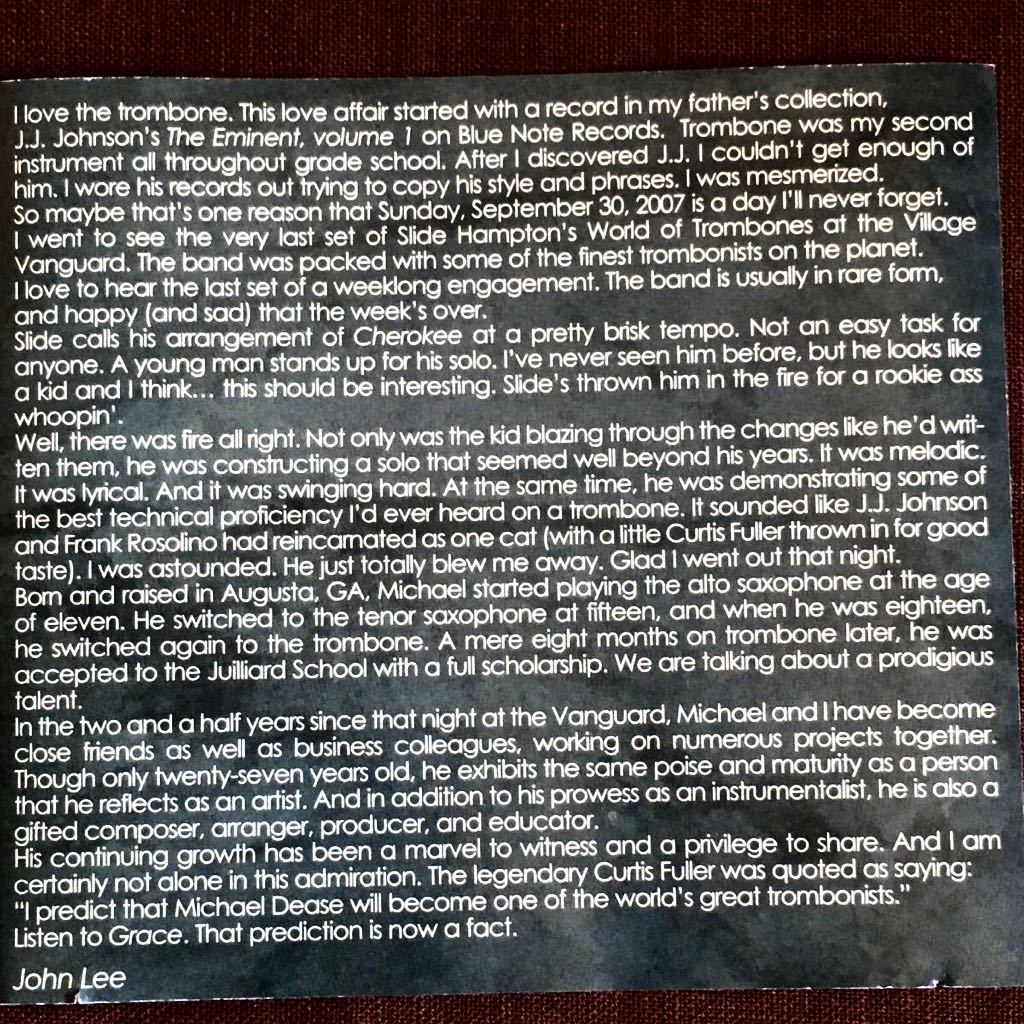 I love the trombone. This love affair started with a record in my father's collection,
J.J. Johnson's The Eminent, volume 1 on Blue Note Records. Trombone was my second
instrument all throughout grade school. After I discovered J.J. I couldn't get enough of
him. I wore his records out trying to copy his style and phrases. I was mesmerized.
So maybe that's one reason that Sunday, September 30, 2007 is a day I'll never forget.
I went to see the very last set of Slide Hampton's World of Trombones at the Village
Vanguard. The band was packed with some of the finest trombonists on the planet.
I love to hear the last set of a weeklong engagement. The band is usually in rare form,
and happy (and sad) that the week's over.
Slide calls his arrangement of Cherokee at a pretty brisk tempo. Not an easy task for
anyone. A young man stands up for his solo. I've never seen him before, but he looks like
a kid and I think... this should be interesting. Slide's thrown him in the fire for a rookie ass
whoopin'.
Well, there was fire all right. Not only was the kid blazing through the changes like he'd writ-
ten them, he was constructing a solo that seemed well beyond his years. It was melodic.
It was lyrical. And it was swinging hard. At the same time, he was demonstrating some of
the best technical proficiency I'd ever heard on a trombone. It sounded like J.J. Johnson
and Frank Rosolino had reincarnated as one cat (with a little Curtis Fuller thrown in for good
taste). I was astounded. He just totally blew me away. Glad I went out that night.
Born and raised in Augusta, GA, Michael started playing the alto saxophone at the age
of eleven. He switched to the tenor saxophone at fifteen, and when he was eighteen,
he switched again to the trombone. A mere eight months on trombone later, he was
accepted to the Juilliard School with a full scholarship. We are talking about a prodigious
talent.
In the two and a half years since that night at the Vanguard, Michael and I have become
close friends as well as business colleagues, working on numerous projects together.
Though only twenty-seven years old, he exhibits the same poise and maturity as a person
that he reflects as an artist. And in addition to his prowess as an instrumentalist, he is also a
gifted composer, arranger, producer, and educator.
His continuing growth has been a marvel to witness and a privilege to share. And I am
certainly not alone in this admiration. The legendary Curtis Fuller was quoted as saying:
"I predict that Michael Dease will become one of the world's great trombonists."
Listen to Grace. That prediction is now a fact.
John Lee